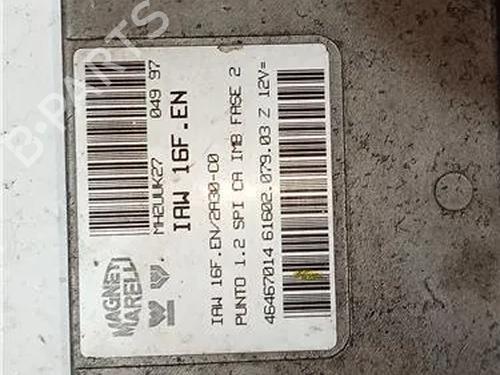 MAGNETI
MARELLI
MH2UUK27 049 97
IAW 16F.EN
IAW 16F.EN/2A30-C0
PUNTO 1.2 SPI CA IMB FASE 2
46467014 61602.079.03 Z 12V=
B-PARTS